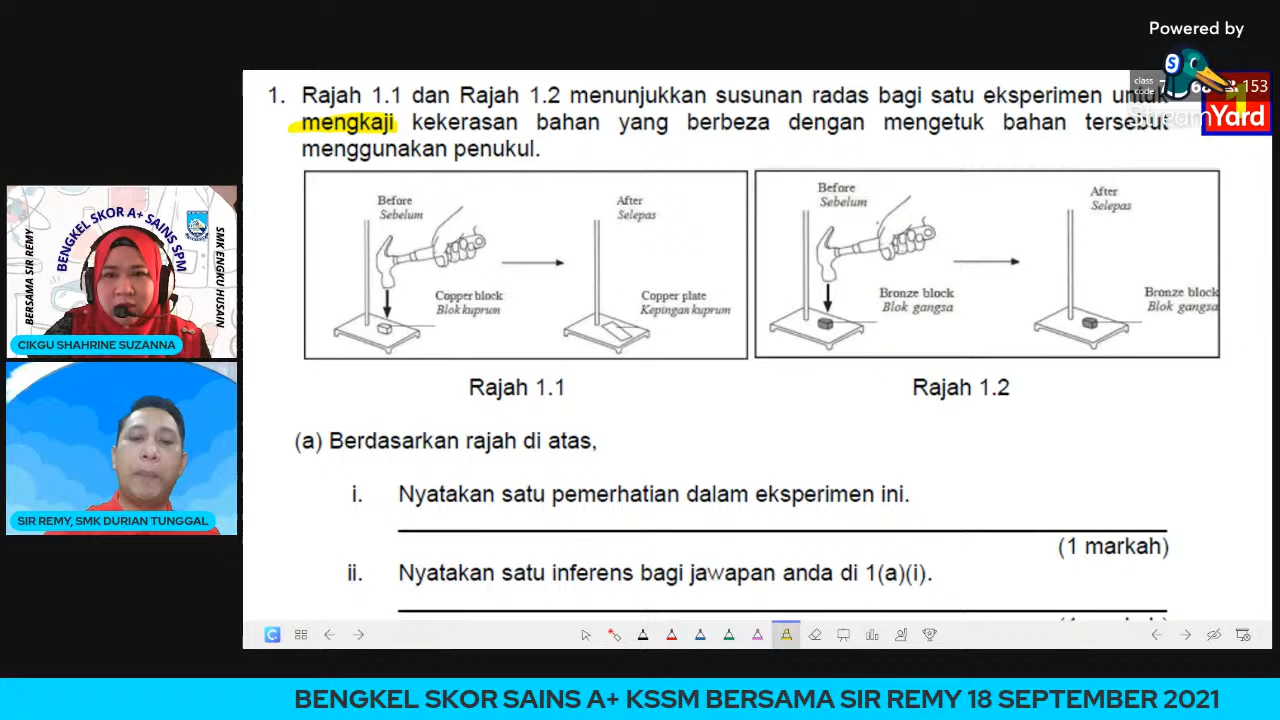 Powered by
class
code
153
StreamYard
1. Rajah 1.1 dan Rajah 1.2 menunjukkan susunan radas bagi satu eksperimen untuk
mengkaji kekerasan bahan yang berbeza dengan mengetuk bahan tersebut
menggunakan penukul.
Before
Sebelum
After
Selepas
Copper block
Blok kuprum
Copper plate
Kepingan kuprum
Before
Sebelum
After
Selepas
Bronze block
Blok gangsa
Bronze block
Blok gangsa
Rajah 1.1
Rajah 1.2
(a) Berdasarkan rajah di atas,
i. Nyatakan satu pemerhatian dalam eksperimen ini.
(1 markah)
ii. Nyatakan satu inferens bagi jawapan anda di 1(a)(i).
BENGKEL SKOR A+ SAINS SPM
BERSAMA SIR REMY
SMK ENGKU HUSAIN
CIKGU SHAHRINE SUZANNA
SIR REMY, SMK DURIAN TUNGGAL
BENGKEL SKOR SAINS A+ KSSM BERSAMA SIR REMY 18 SEPTEMBER 2021